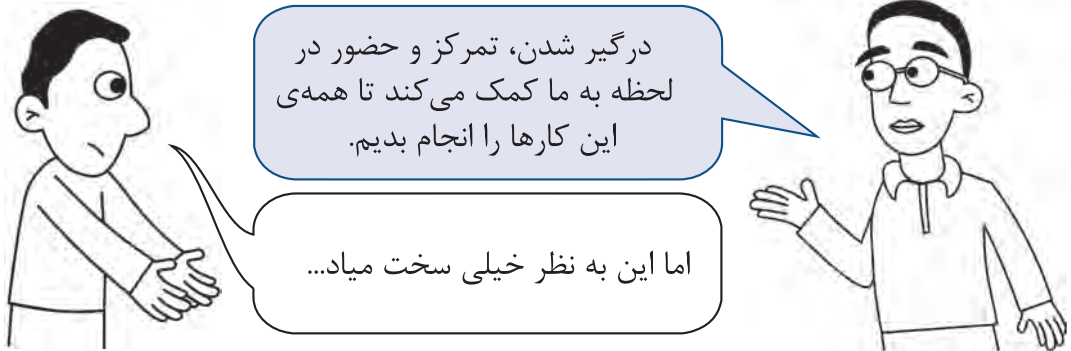 درگیر شدن، تمرکز و حضور در
لحظه به ما کمک می‌کند تا همه‌ی
این کارها را انجام بدیم.
اما این به نظر خیلی سخت میاد...